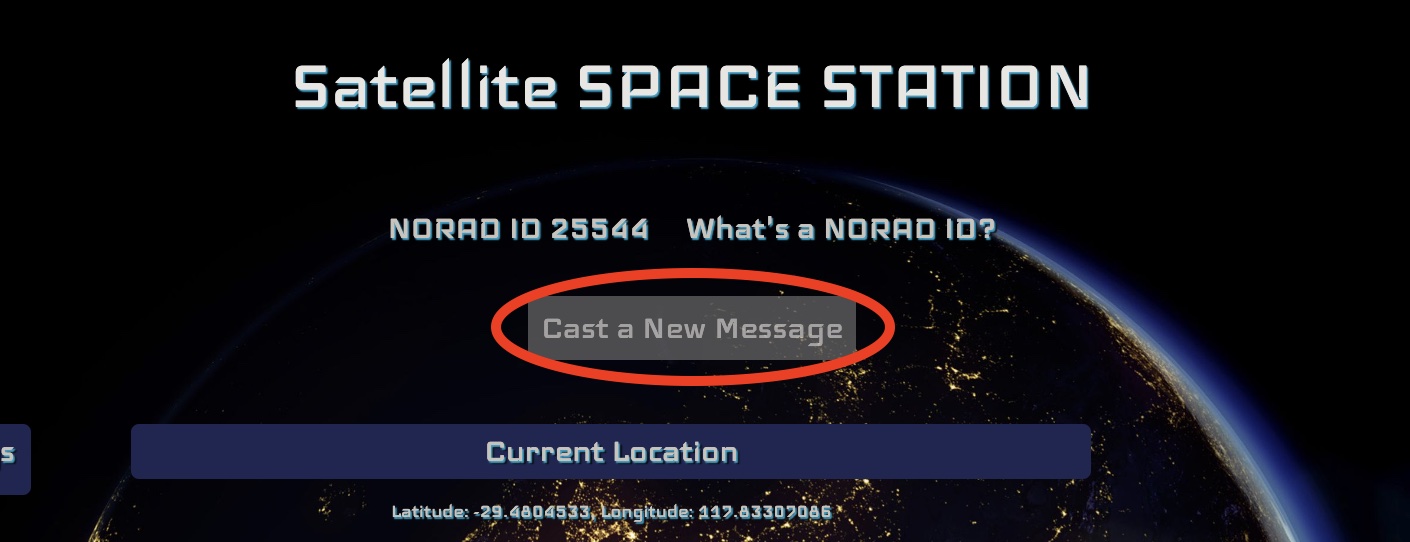 Satellite SPACE STATION
NORAD ID 25544 What's a NORAD ID?
Cast a New Message
s
Current Location
Latitude: -29.4804533, Longitude: 117.83307086